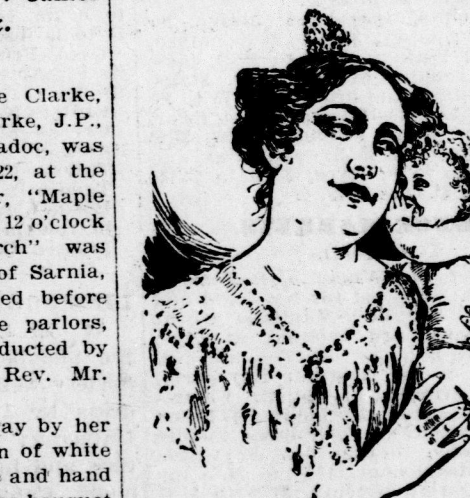 e Clarke,
rke, J.P.,
adoc, was
22, at the
r, "Maple
12 o'clock
rch" was
of Sarnia,
ed before
e parlors,
ducted by
Rev. Mr.
ay by her
n of white
and hand